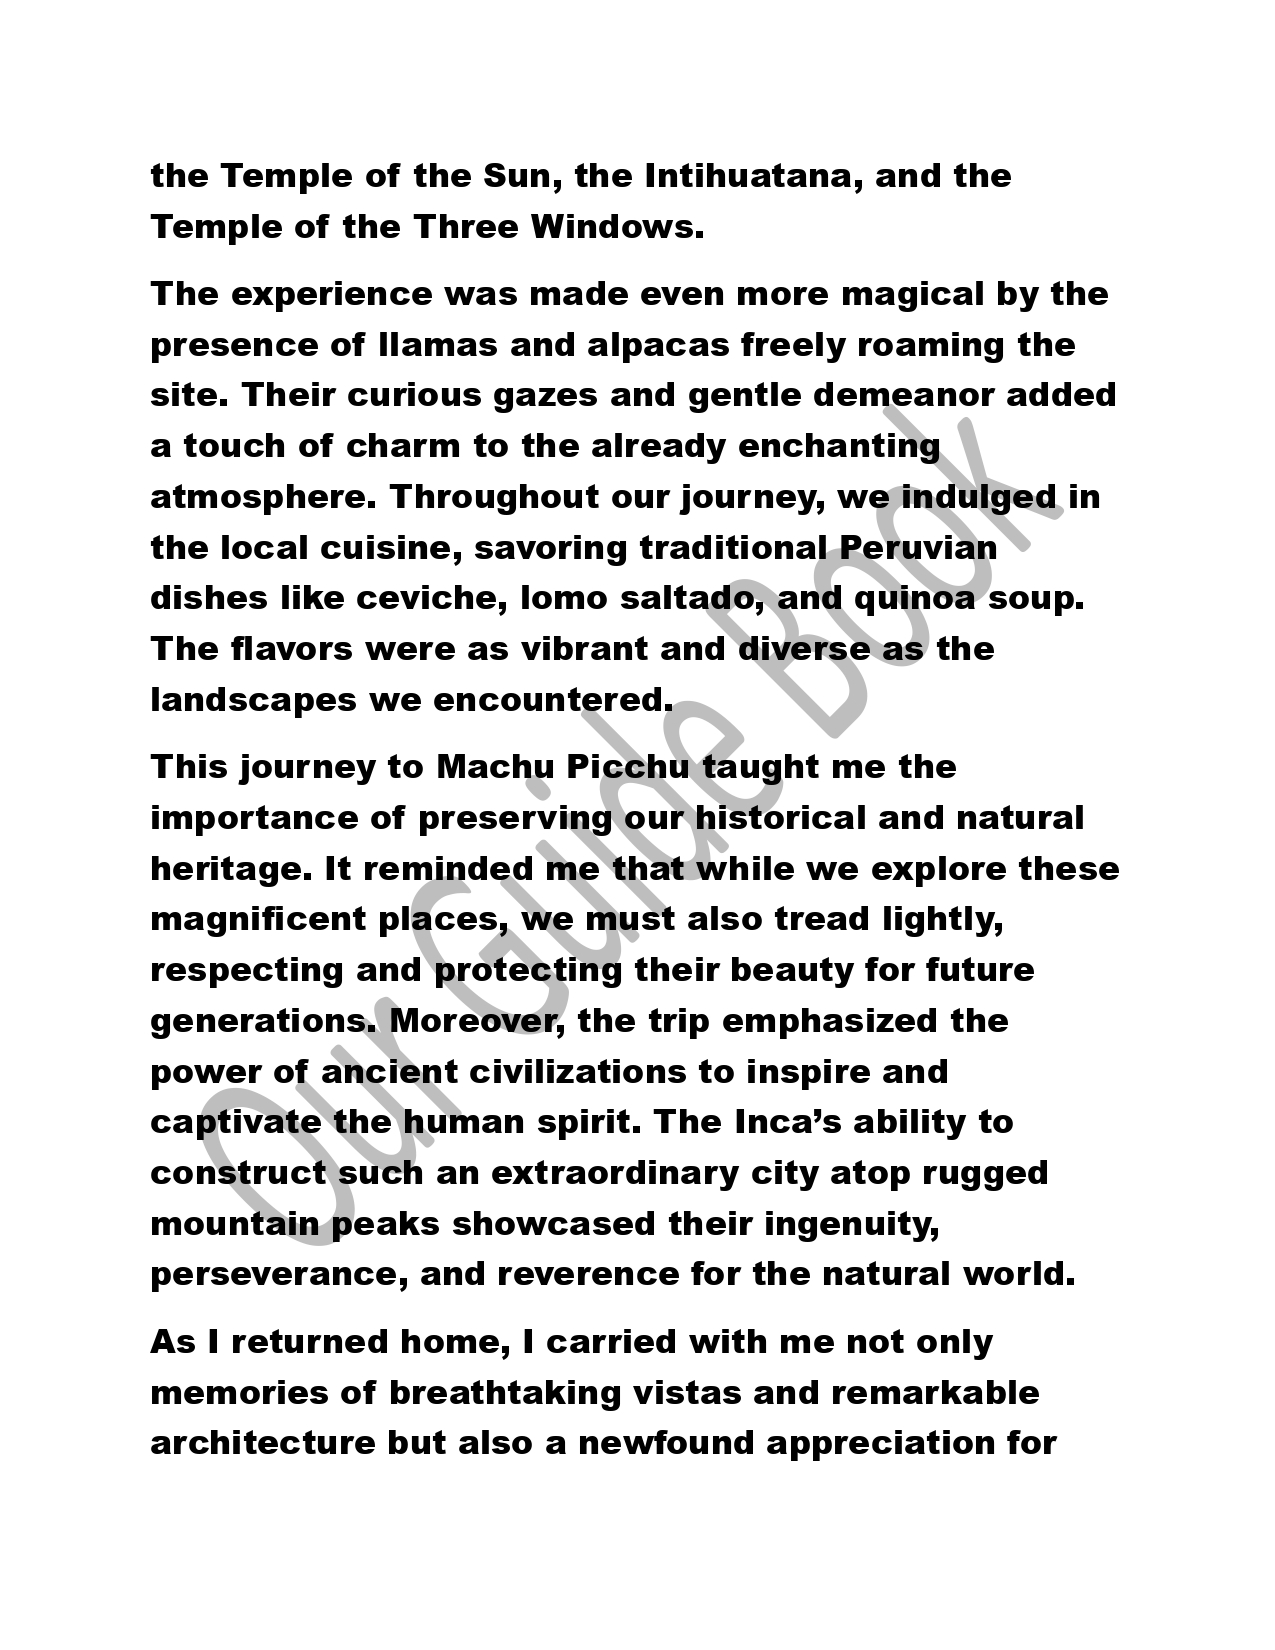 the Temple of the Sun, the Intihuatana, and the
Temple of the Three Windows.
The experience was made even more magical by the
presence of llamas and alpacas freely roaming the
site. Their curious gazes and gentle demeanor added
a touch of charm to the already enchanting
atmosphere. Throughout our journey, we indulged in
the local cuisine, savoring traditional Peruvian
dishes like ceviche, lomo saltado, and quinoa soup.
The flavors were as vibrant and diverse as the
landscapes we encountered.
This journey to Machu Picchu taught me the
importance of preserving our historical and natural
heritage. It reminded me that while we explore these
magnificent places, we must also tread lightly,
respecting and protecting their beauty for future
generations. Moreover, the trip emphasized the
power of ancient civilizations to inspire and
captivate the human spirit. The Inca’s ability to
construct such an extraordinary city atop rugged
mountain peaks showcased their ingenuity,
perseverance, and reverence for the natural world.
As I returned home, I carried with me not only
memories of breathtaking vistas and remarkable
architecture but also a newfound appreciation for
Our Guide Book